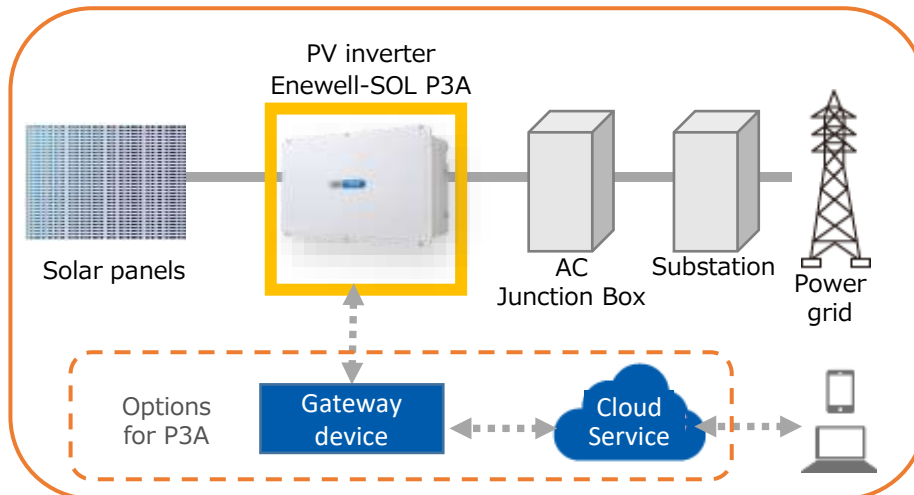 PV inverter
Enewell-SOL P3A
Solar panels
AC
Junction Box
Substation
Power
grid
Options
for P3A
Gateway
device
Cloud
Service